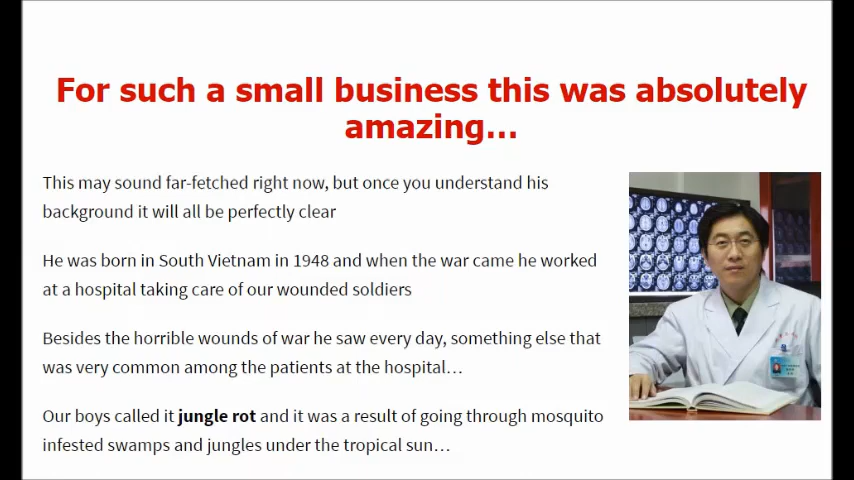 For such a small business this was absolutely
amazing...
This may sound far-fetched right now, but once you understand his
background it will all be perfectly clear
He was born in South Vietnam in 1948 and when the war came he worked
at a hospital taking care of our wounded soldiers
Besides the horrible wounds of war he saw every day, something else that
was very common among the patients at the hospital...
Our boys called it jungle rot and it was a result of going through mosquito
infested swamps and jungles under the tropical sun...